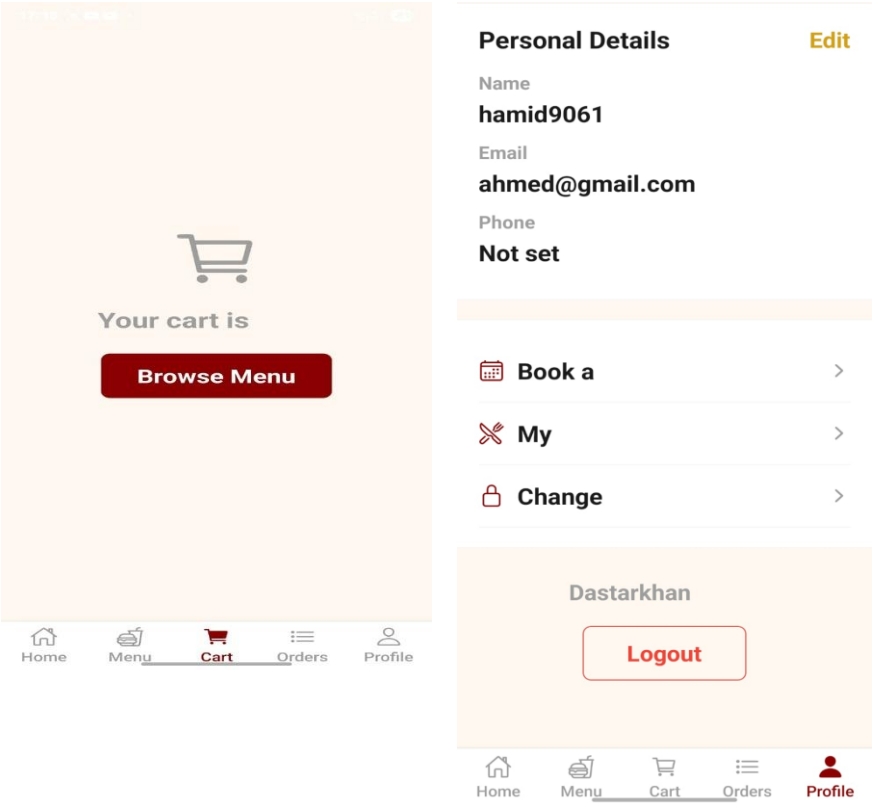 Your cart is
Browse Menu
Home Menu Cart Orders Profile
Personal Details Edit
Name
hamid9061
Email
ahmed@gmail.com
Phone
Not set
Book a
My
Change
Dastarkhan
Logout
Home Menu Cart Orders Profile